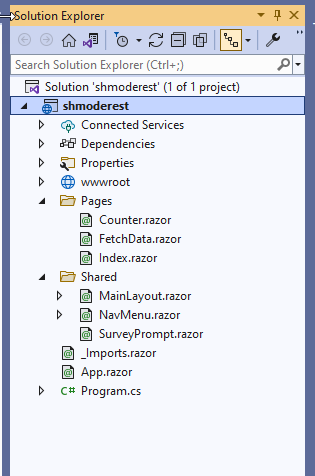 Solution Explorer
Search Solution Explorer (Ctrl+;)
Solution 'shmoderest' (1 of 1 project)
shmoderest
Connected Services
Dependencies
Properties
wwwroot
Pages
Counter.razor
FetchData.razor
Index.razor
Shared
MainLayout.razor
NavMenu.razor
SurveyPrompt.razor
_Imports.razor
App.razor
C# Program.cs